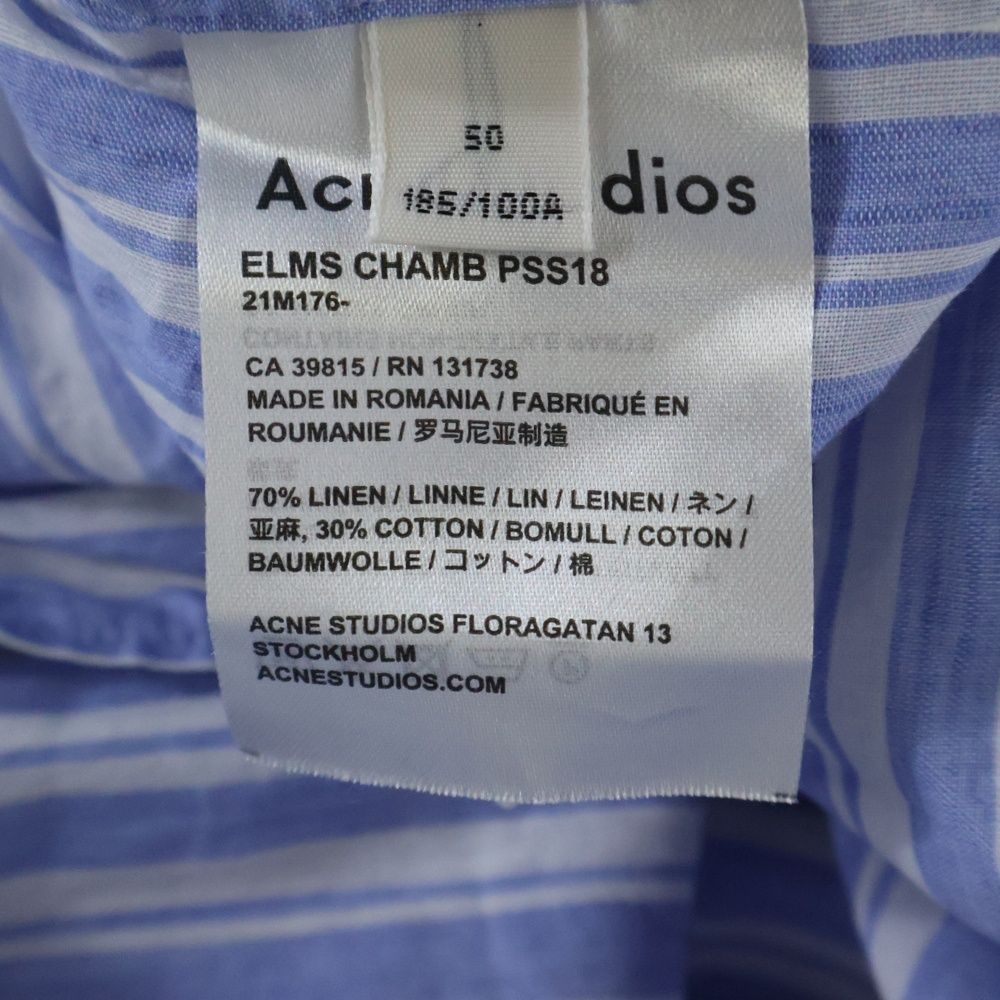 50
185/100A
Ac dios
ELMS CHAMB PSS18
21M176-
CA 39815 / RN 131738
MADE IN ROMANIA / FABRIQUÉ EN
ROUMANIE / 罗马尼亚制造
70% LINEN / LINNE / LIN / LEINEN / ネン /
亚麻, 30% COTTON / BOMULL / COTON /
BAUMWOLLE / コットン / 棉
ACNE STUDIOS FLORAGATAN 13
STOCKHOLM
ACNESTUDIOS.COM